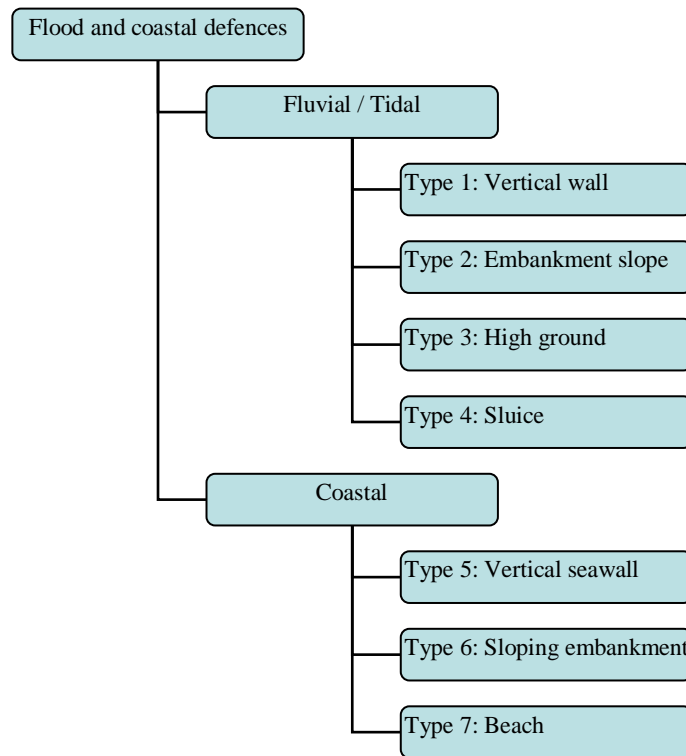 Flood and coastal defences
Fluvial / Tidal
Type 1: Vertical wall
Type 2: Embankment slope
Type 3: High ground
Type 4: Sluice
Coastal
Type 5: Vertical seawall
Type 6: Sloping embankment
Type 7: Beach